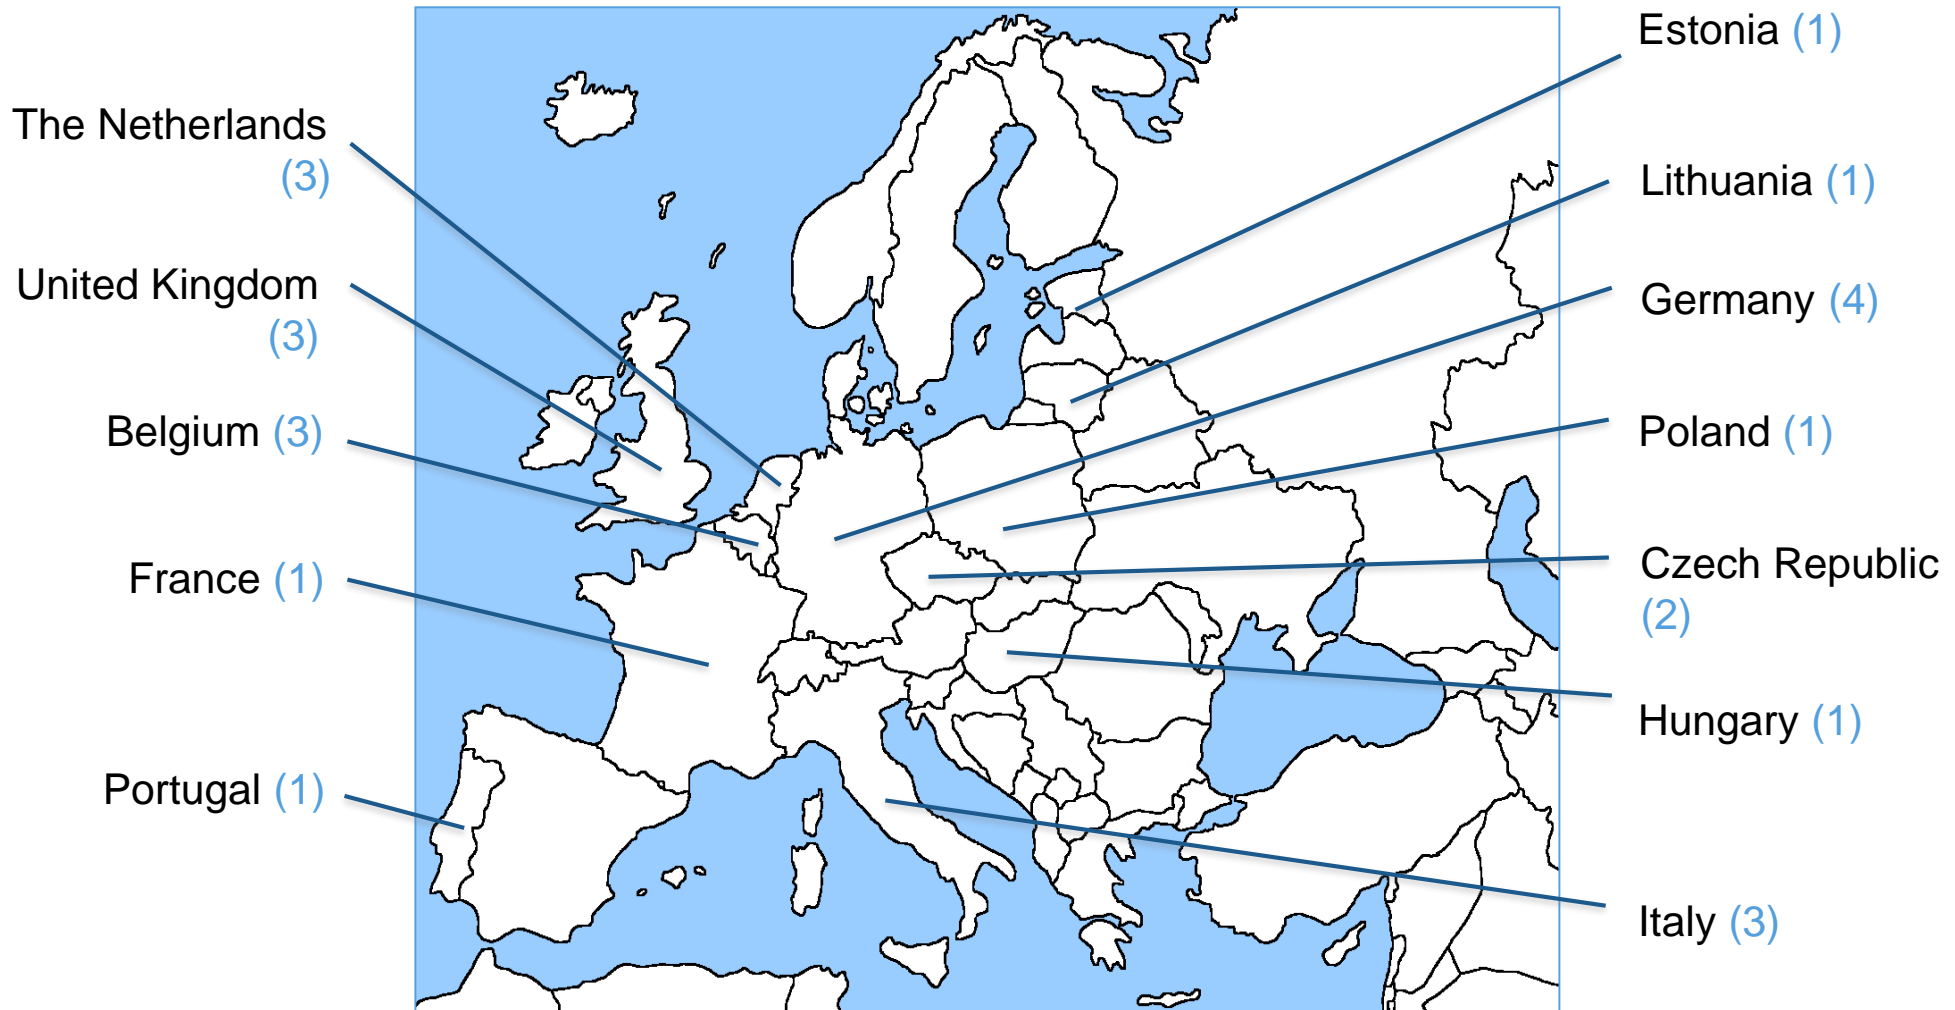 The Netherlands
(3)
United Kingdom
(3)
Belgium (3)
France (1)
Portugal (1)
Estonia (1)
Lithuania (1)
Germany (4)
Poland (1)
Czech Republic
(2)
Hungary (1)
Italy (3)